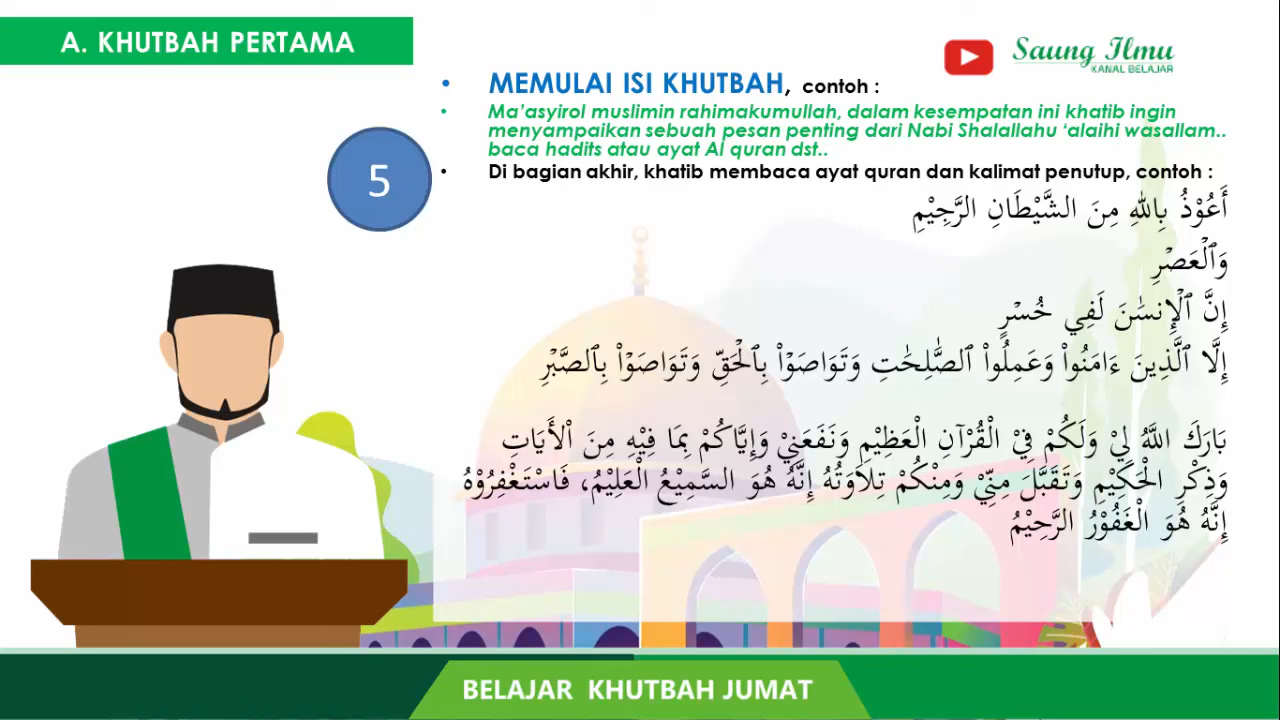 A. KHUTBAH PERTAMA
Saung Ilmu
KANAL BELAJAR
• MEMULAI ISI KHUTBAH, contoh :
• Ma’asyirol muslimin rahimakumullah, dalam kesempatan ini khatib ingin
menyampaikan sebuah pesan penting dari Nabi Shalallahu ‘alaihi wasallam..
baca hadits atau ayat Al quran dst..
• Di bagian akhir, khatib membaca ayat quran dan kalimat penutup, contoh :
5
أَعُوْذُ بِاللهِ مِنَ الشَّيْطَانِ الرَّجِيْمِ
وَٱلْعَصْرِ
إِنَّ ٱلْإِنسَٰنَ لَفِي خُسْرٍ
إِلَّا ٱلَّذِينَ ءَامَنُوا۟ وَعَمِلُوا۟ ٱلصَّٰلِحَٰتِ وَتَوَاصَوْا۟ بِٱلْحَقِّ وَتَوَاصَوْا۟ بِٱلصَّبْرِ
بَارَكَ اللَّهُ لِيْ وَلَكُمْ فِيْ الْقُرْآنِ الْعَظِيْمِ وَنَفَعَنِيْ وَإِيَّاكُمْ بِمَا فِيْهِ مِنَ الْأَيَاتِ
وَذِكْرِ الْحَكِيْمِ وَتَقَبَّلَ مِنِّيْ وَمِنْكُمْ تِلاَوَتُهُ إِنَّهُ هُوَ السَّمِيْعُ الْعَلِيْمُ، فَاسْتَغْفِرُوْهُ
إِنَّهُ هُوَ الْغَفُوْرُ الرَّحِيْمُ
BELAJAR KHUTBAH JUMAT